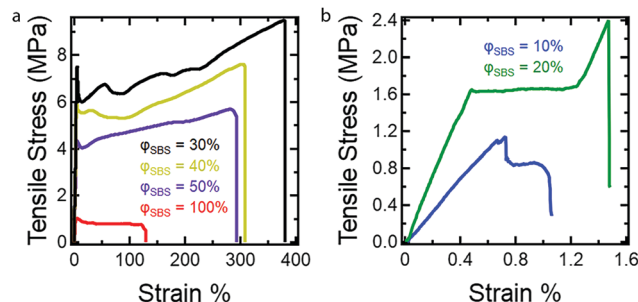 a
Tensile Stress (MPa)
8
6
4
2
0
φSBS = 30%
φSBS = 40%
φSBS = 50%
φSBS = 100%
0 100 200 300 400
Strain %
b
Tensile Stress (MPa)
2.4
2.0
1.6
1.2
0.8
0.4
0.0
φSBS = 10%
φSBS = 20%
0.0 0.4 0.8 1.2 1.6
Strain %